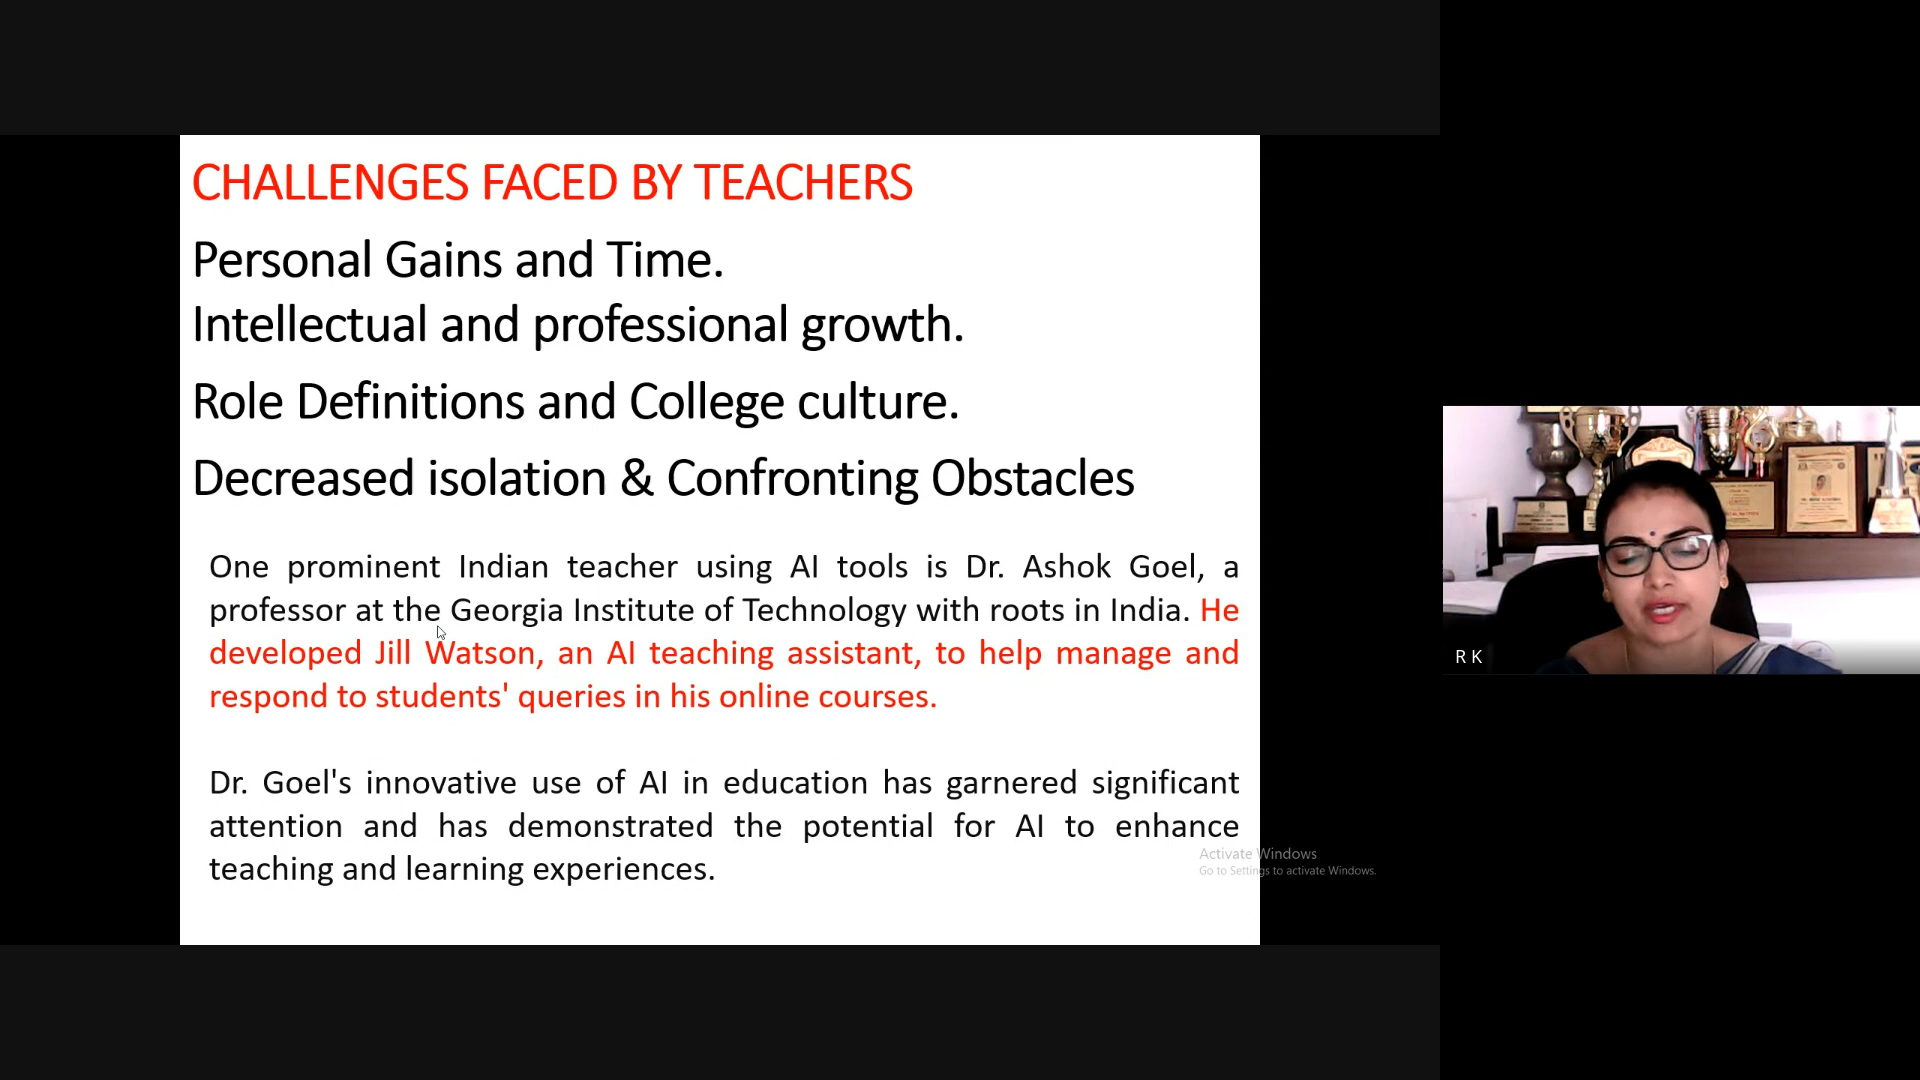 CHALLENGES FACED BY TEACHERS
Personal Gains and Time.
Intellectual and professional growth.
Role Definitions and College culture.
Decreased isolation & Confronting Obstacles
One prominent Indian teacher using AI tools is Dr. Ashok Goel, a
professor at the Georgia Institute of Technology with roots in India. He
developed Jill Watson, an AI teaching assistant, to help manage and
respond to students' queries in his online courses.
Dr. Goel's innovative use of AI in education has garnered significant
attention and has demonstrated the potential for AI to enhance
teaching and learning experiences.
Activate Windows
Go to Settings to activate Windows.
R K